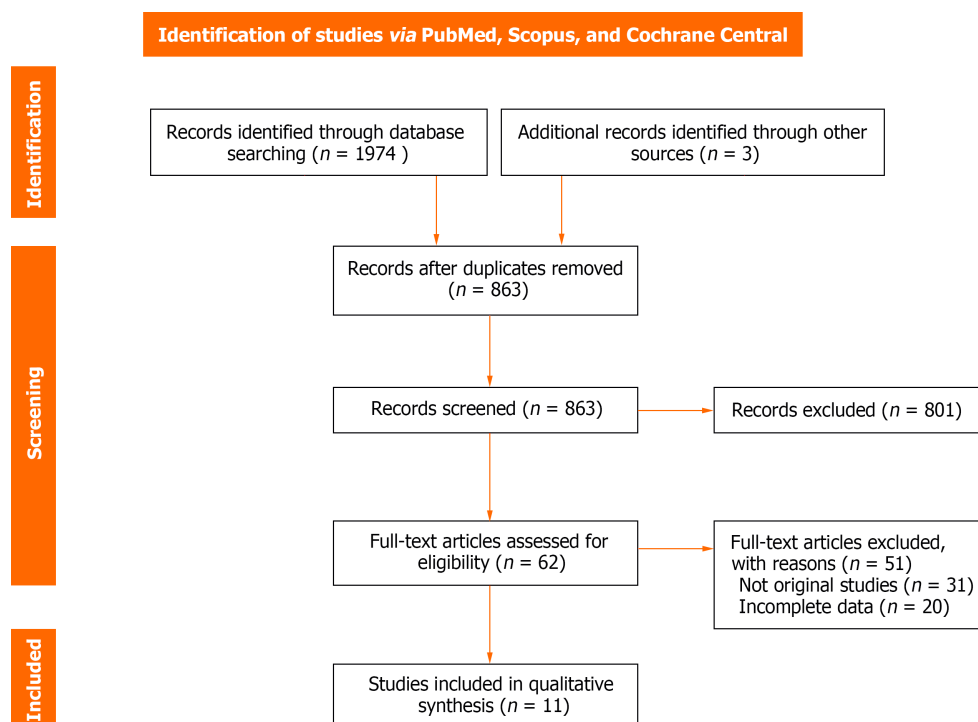 Identification of studies via PubMed, Scopus, and Cochrane Central
Identification
Records identified through database
searching (n = 1974 )
Additional records identified through other
sources (n = 3)
Screening
Records after duplicates removed
(n = 863)
Records screened (n = 863)
Records excluded (n = 801)
Full-text articles assessed for
eligibility (n = 62)
Full-text articles excluded,
with reasons (n = 51)
Not original studies (n = 31)
Incomplete data (n = 20)
Included
Studies included in qualitative
synthesis (n = 11)